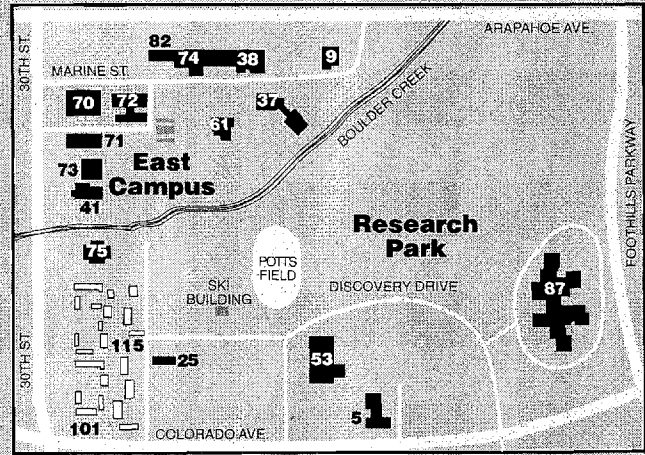 ARAPAHOE AVE.
30TH ST.
82
74
38
9
MARINE ST.
70
72
37
61
71
BOULDER CREEK
FOOTHILLS PARKWAY
East
Campus
73
41
Research
Park
75
POTTS
FIELD
SKI
BUILDING
DISCOVERY DRIVE
87
115
25
53
30TH ST.
5
101
COLORADO AVE.